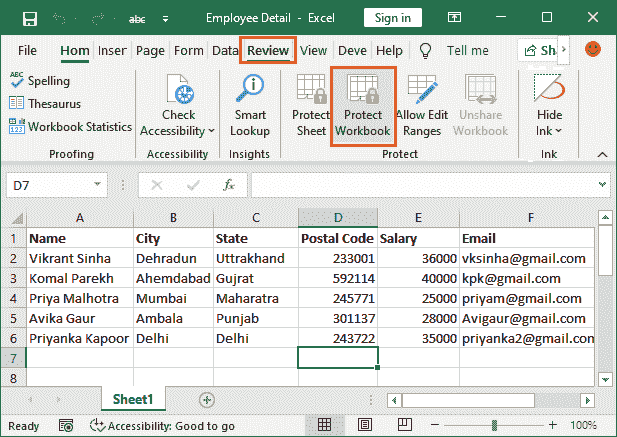 abc Employee Detail - Excel Sign in
File Hom Inser Page Form Data Review View Deve Help Tell me Sha
ABC Spelling
Thesaurus
123 Workbook Statistics
Proofing
Check Accessibility
Accessibility
Smart Lookup
Insights
Protect Sheet
Protect Workbook
Allow Edit Ranges
Unshare Workbook
Protect
Hide Ink
Ink
D7 fx
A B C D E F
1 Name City State Postal Code Salary Email
2 Vikrant Sinha Dehradun Uttrakhand 233001 36000 vksinha@gmail.com
3 Komal Parekh Ahemdabad Gujrat 592114 40000 kpk@gmail.com
4 Priya Malhotra Mumbai Maharatra 245771 25000 priyam@gmail.com
5 Avika Gaur Ambala Punjab 301137 28000 Avigaur@gmail.com
6 Priyanka Kapoor Delhi Delhi 243722 35000 priyanka2@gmail.com
7
8
Sheet1
Ready Accessibility: Good to go 100%